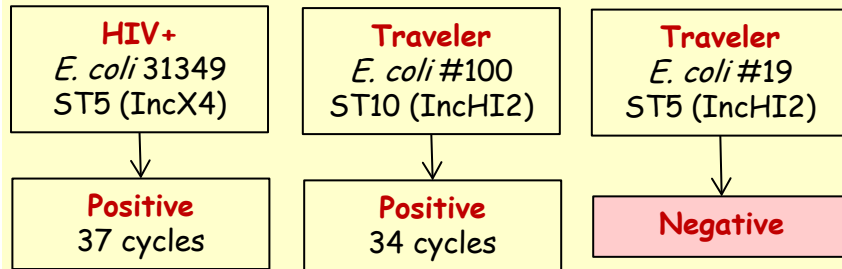 HIV+
E. coli 31349
ST5 (IncX4)
Traveler
E. coli #100
ST10 (IncHI2)
Traveler
E. coli #19
ST5 (IncHI2)
Positive
37 cycles
Positive
34 cycles
Negative